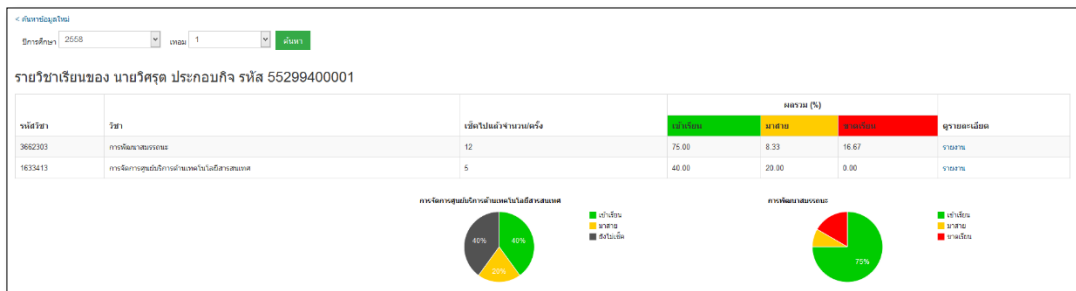 < ค้นหาข้อมูลใหม่
ปีการศึกษา 2558 เทอม 1 ค้นหา
รายวิชาเรียนของ นายวิศรุต ประกอบกิจ รหัส 55299400001
ผลรวม (%)
รหัสวิชา วิชา เช็คไปแล้วจำนวน/ครั้ง เข้าเรียน มาสาย ขาดเรียน ดูรายละเอียด
3662303 การพัฒนาสมรรถนะ 12 75.00 8.33 16.67 รายงาน
1633413 การจัดการศูนย์บริการด้านเทคโนโลยีสารสนเทศ 5 40.00 20.00 0.00 รายงาน
การจัดการศูนย์บริการด้านเทคโนโลยีสารสนเทศ
40% 40% 20%
เข้าเรียน
มาสาย
ยังไม่เช็ค
การพัฒนาสมรรถนะ
75%
เข้าเรียน
มาสาย
ขาดเรียน